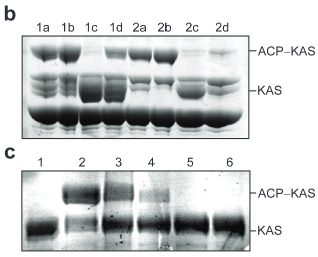 b
1a 1b 1c 1d 2a 2b 2c 2d
ACP–KAS
KAS
c
1 2 3 4 5 6
ACP–KAS
KAS